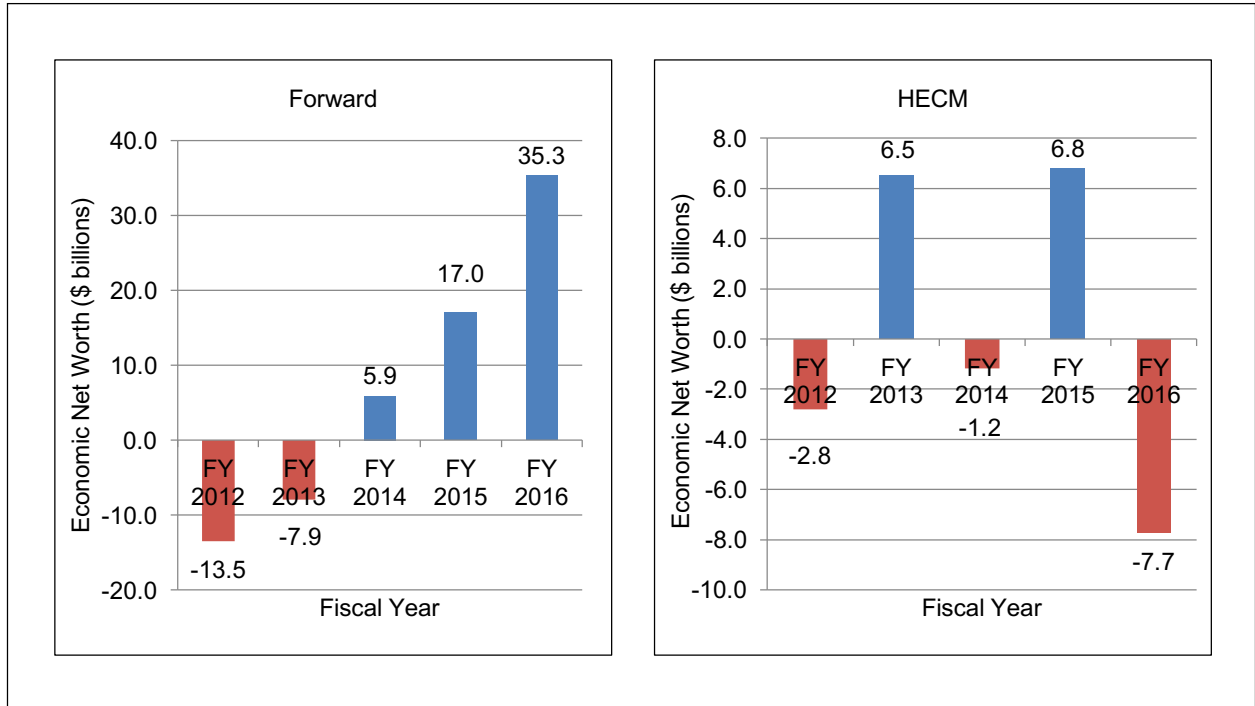 Forward
Economic Net Worth ($ billions)
40.0
30.0
20.0
10.0
0.0
-10.0
-20.0
-13.5
-7.9
5.9
17.0
35.3
FY
2012
FY
2013
FY
2014
FY
2015
FY
2016
Fiscal Year
HECM
Economic Net Worth ($ billions)
8.0
6.0
4.0
2.0
0.0
-2.0
-4.0
-6.0
-8.0
-10.0
-2.8
6.5
-1.2
6.8
-7.7
FY
2012
FY
2013
FY
2014
FY
2015
FY
2016
Fiscal Year